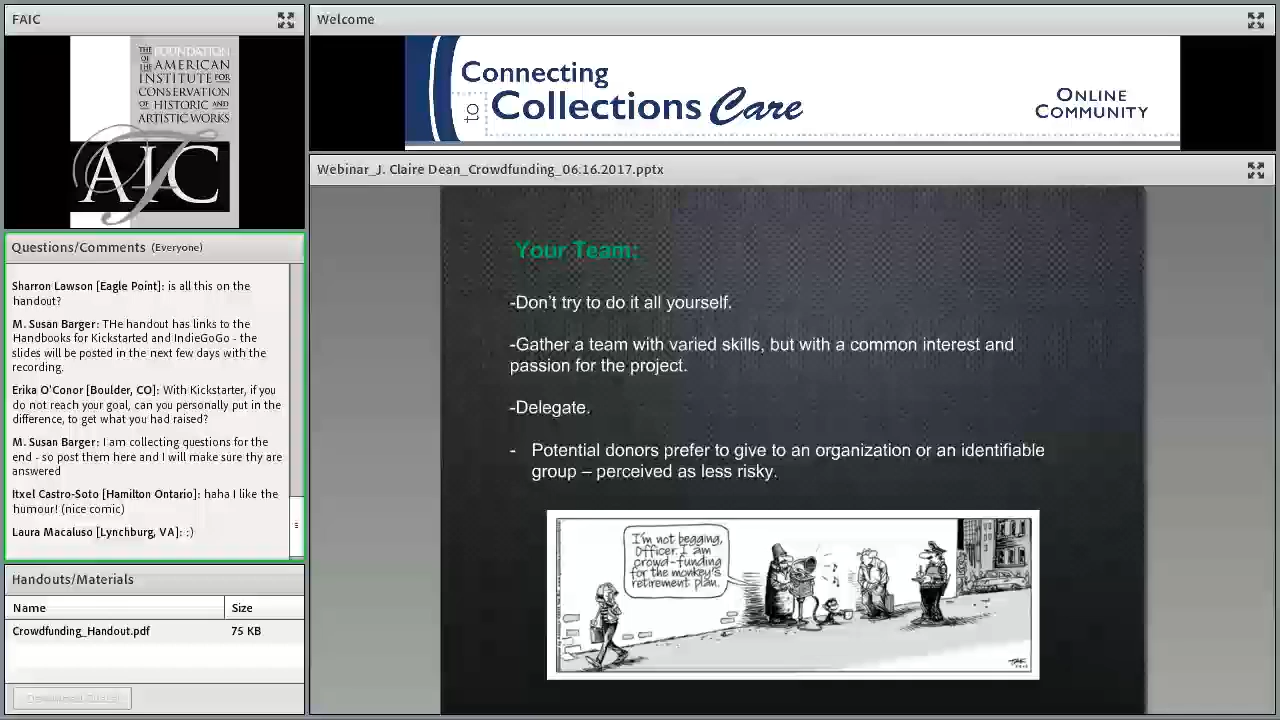 FAIC
THE FOUNDATION
OF THE AMERICAN
INSTITUTE FOR
CONSERVATION
OF HISTORIC AND
ARTISTIC WORKS
AIC
Welcome
Connecting
to Collections Care
ONLINE
COMMUNITY
Questions/Comments (Everyone)
Sharron Lawson [Eagle Point]: is all this on the
handout?
M. Susan Barger: THe handout has links to the
Handbooks for Kickstarted and IndieGoGo - the
slides will be posted in the next few days with the
recording.
Erika O'Conor [Boulder, CO]: With Kickstarter, if you
do not reach your goal, can you personally put in the
difference, to get what you had raised?
M. Susan Barger: I am collecting questions for the
end - so post them here and I will make sure thy are
answered
Itxel Castro-Soto [Hamilton Ontario]: haha I like the
humour! (nice comic)
Laura Macaluso [Lynchburg, VA]: :)
Handouts/Materials
Name Size
Crowdfunding_Handout.pdf 75 KB
Webinar_J. Claire Dean_Crowdfunding_06.16.2017.pptx
Your Team:
-Don't try to do it all yourself.
-Gather a team with varied skills, but with a common interest and
passion for the project.
-Delegate.
- Potential donors prefer to give to an organization or an identifiable
group – perceived as less risky.
I'm not begging,
Officer. I am
crowd-funding
for the monkey's
retirement plan.